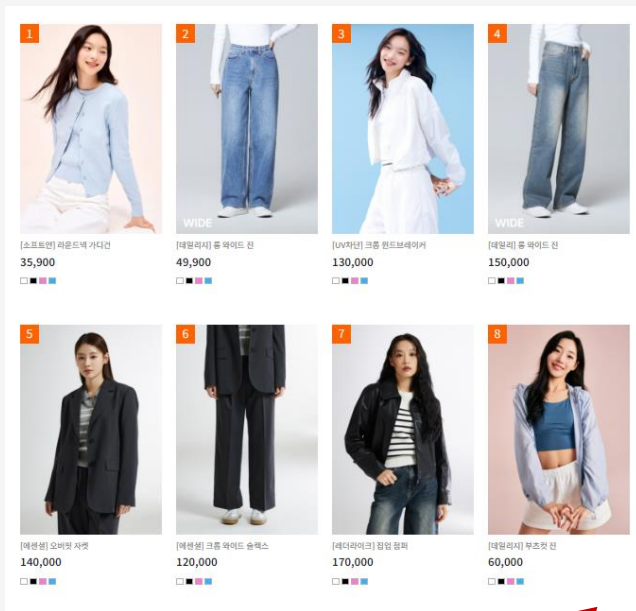 1
2
3
4
WIDE
WIDE
[소프트얀] 라운드넥 가디건
[데일리지] 롱 와이드 진
[UV차단] 크롭 윈드브레이커
[데일리] 롱 와이드 진
35,900
49,900
130,000
150,000
5
6
7
8
[에센셜] 오버핏 자켓
[에센셜] 크롭 와이드 슬랙스
[레더라이크] 집업 점퍼
[데일리지] 부츠컷 진
140,000
120,000
170,000
60,000